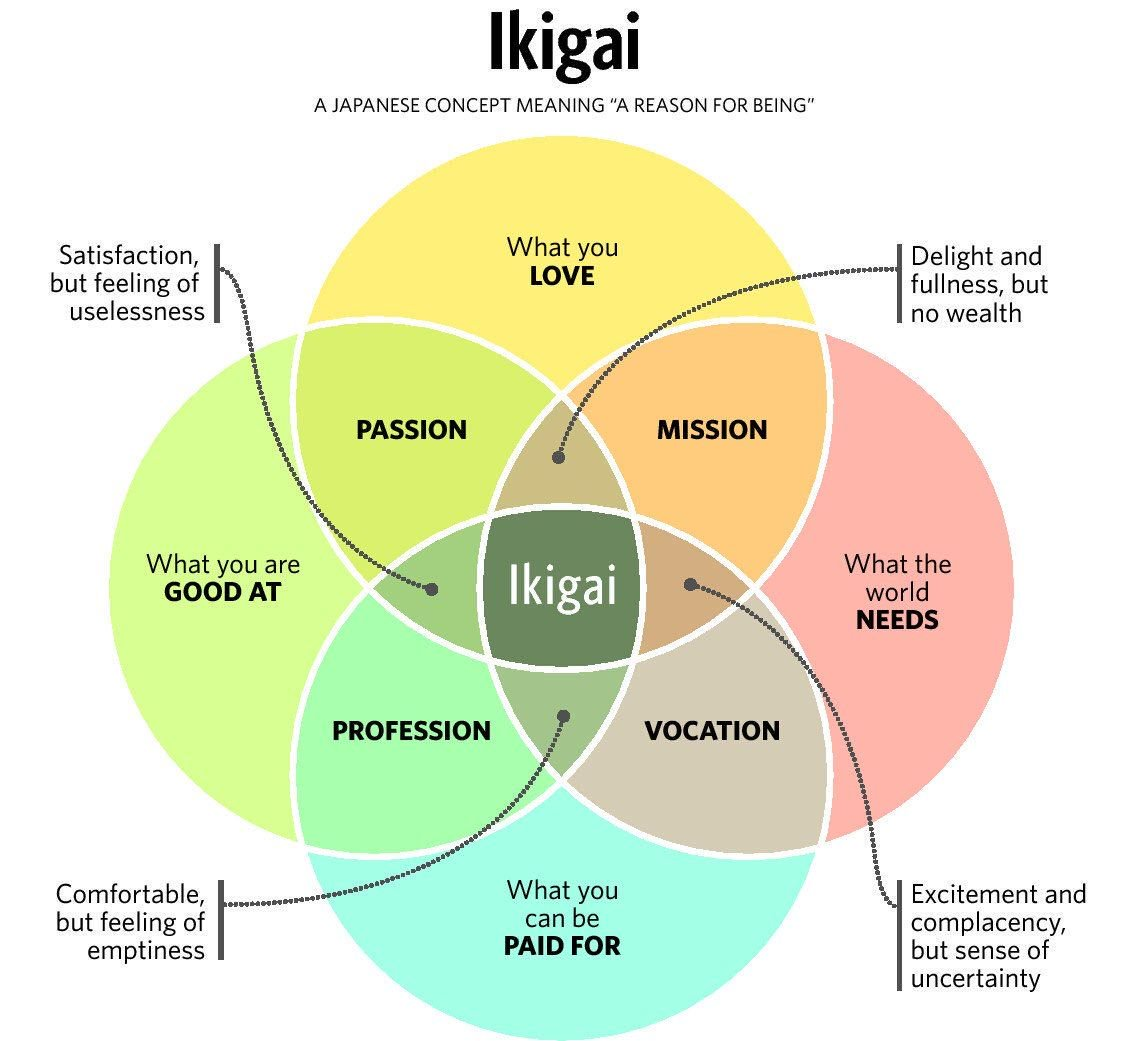 Ikigai
A JAPANESE CONCEPT MEANING “A REASON FOR BEING”
What you
LOVE
Satisfaction,
but feeling of
uselessness
Delight and
fullness, but
no wealth
PASSION
MISSION
What you are
GOOD AT
Ikigai
What the
world
NEEDS
PROFESSION
VOCATION
What you
can be
PAID FOR
Comfortable,
but feeling of
emptiness
Excitement and
complacency,
but sense of
uncertainty